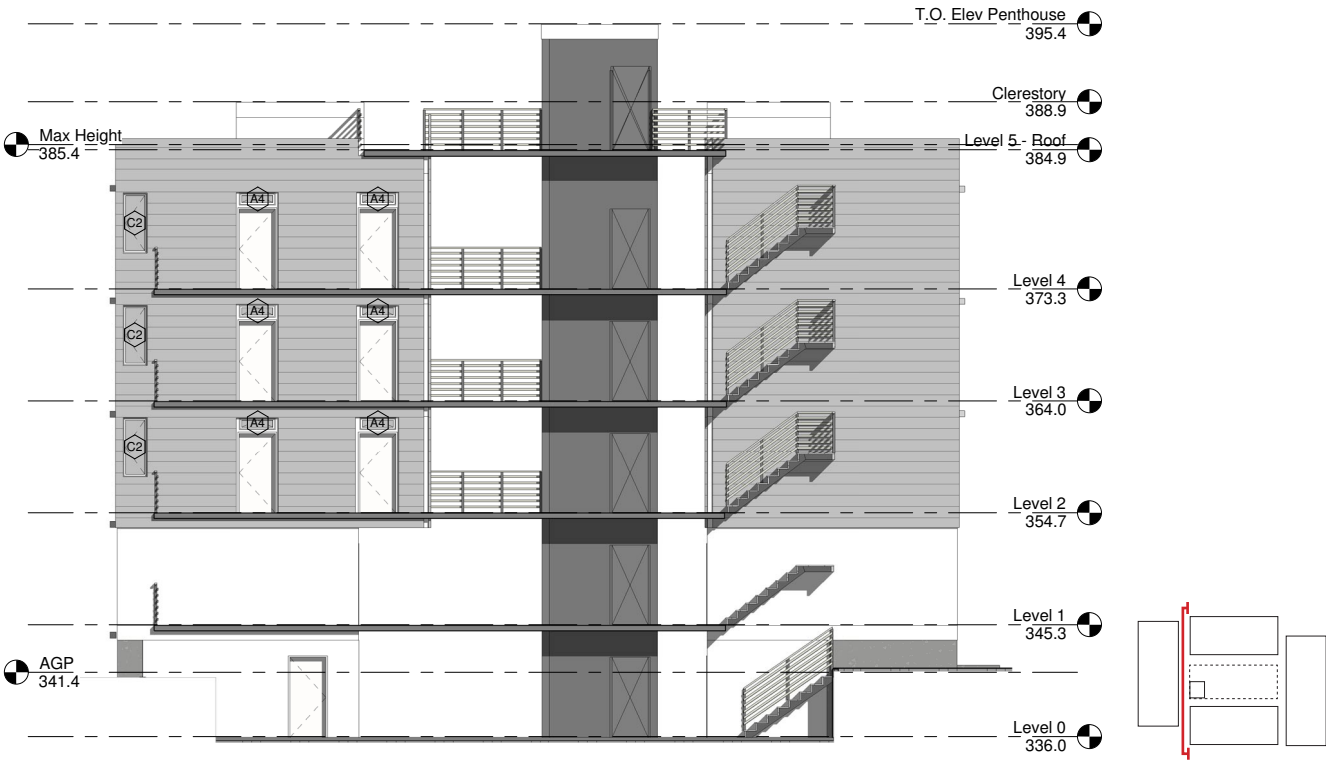 T.O. Elev Penthouse
395.4
Clerestory
388.9
Max Height
385.4
Level 5 - Roof
384.9
A4
A4
C2
Level 4
373.3
A4
A4
C2
Level 3
364.0
A4
A4
C2
Level 2
354.7
Level 1
345.3
AGP
341.4
Level 0
336.0